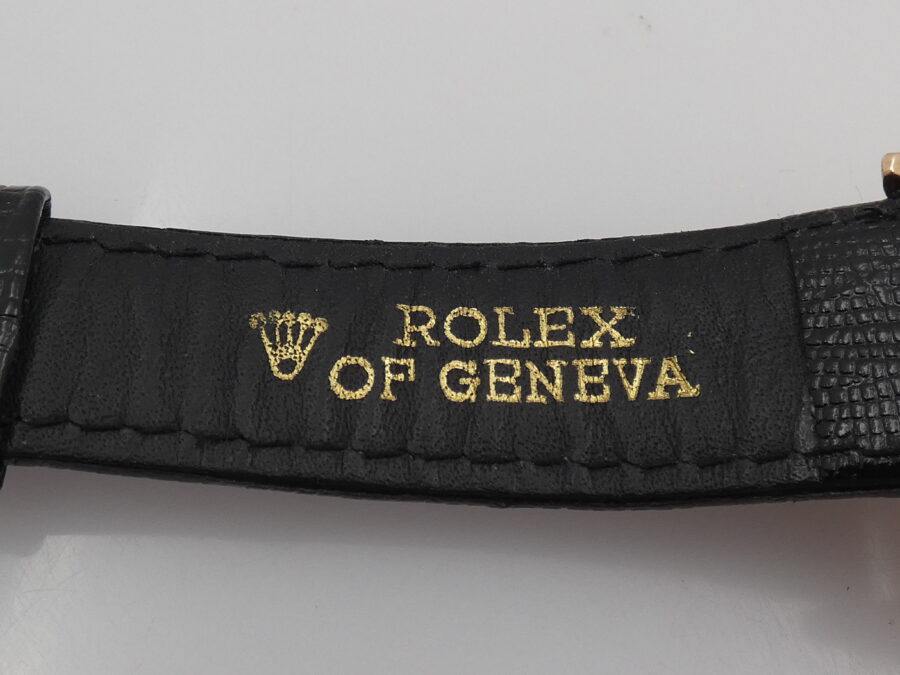 ROLEX
OF GENEVA